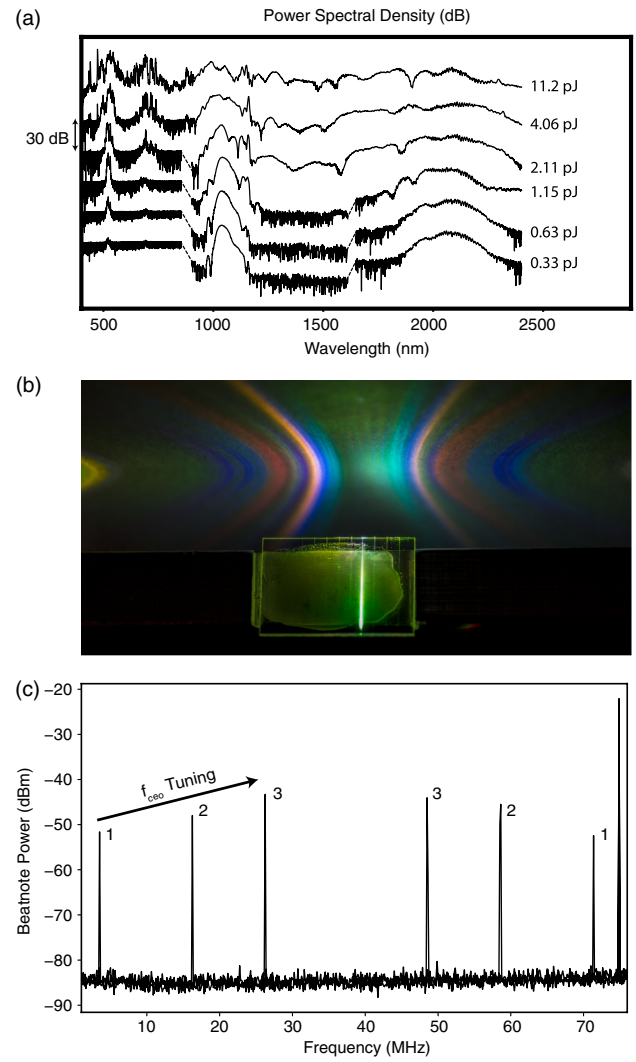 (a)
Power Spectral Density (dB)
30 dB
11.2 pJ
4.06 pJ
2.11 pJ
1.15 pJ
0.63 pJ
0.33 pJ
500 1000 1500 2000 2500
Wavelength (nm)
(b)
(c)
−20
−30
−40
−50
−60
−70
−80
−90
Beatnote Power (dBm)
f_ceo Tuning
1 2 3 3 2 1
10 20 30 40 50 60 70
Frequency (MHz)